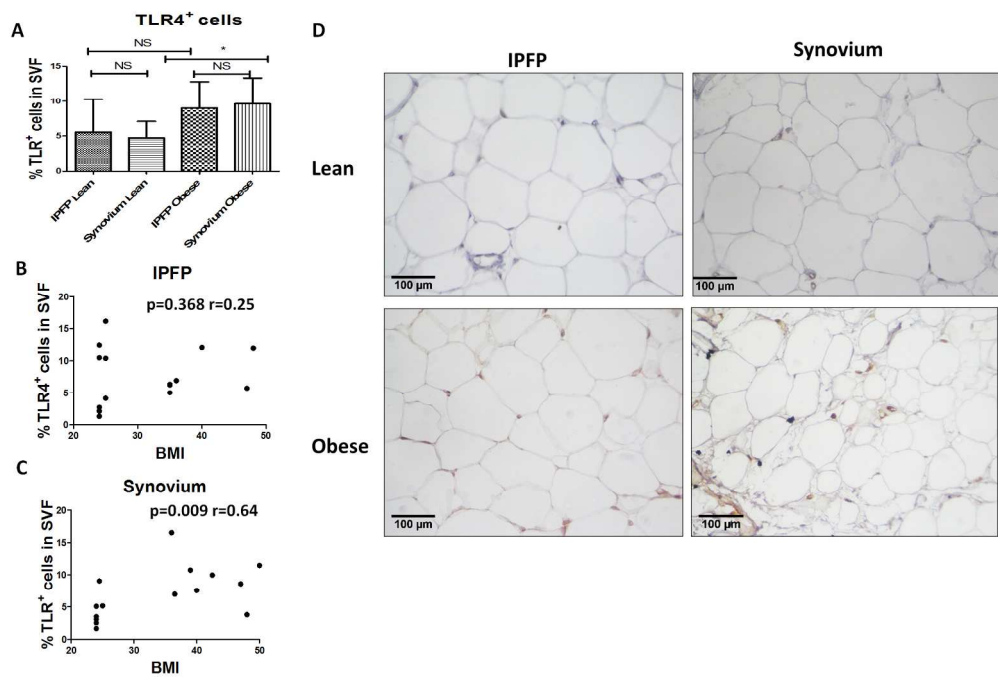 A
TLR4⁺ cells
NS
*
NS
NS
% TLR⁺ cells in SVF
15
10
5
0
IPFP Lean
Synovium Lean
IPFP Obese
Synovium Obese
B
IPFP
p=0.368 r=0.25
% TLR4⁺ cells in SVF
20
15
10
5
0
20
30
40
50
BMI
C
Synovium
p=0.009 r=0.64
% TLR⁺ cells in SVF
20
15
10
5
0
20
30
40
50
BMI
D
IPFP
Synovium
Lean
100 µm
100 µm
Obese
100 µm
100 µm